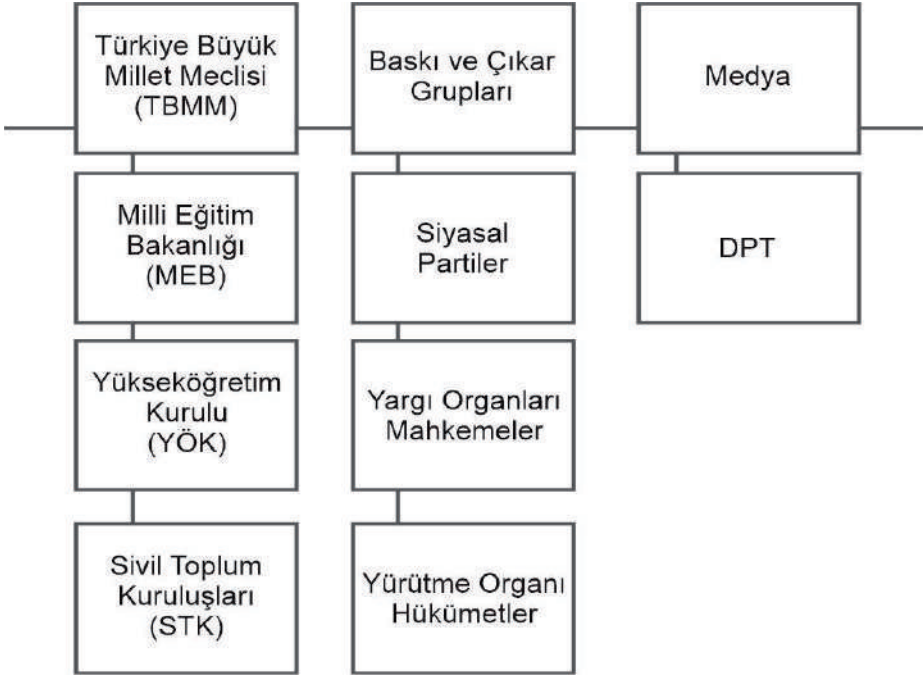 Türkiye Büyük
Millet Meclisi
(TBMM)
Milli Eğitim
Bakanlığı
(MEB)
Yükseköğretim
Kurulu
(YÖK)
Sivil Toplum
Kuruluşları
(STK)
Baskı ve Çıkar
Grupları
Siyasal
Partiler
Yargı Organları
Mahkemeler
Yürütme Organı
Hükümetler
Medya
DPT